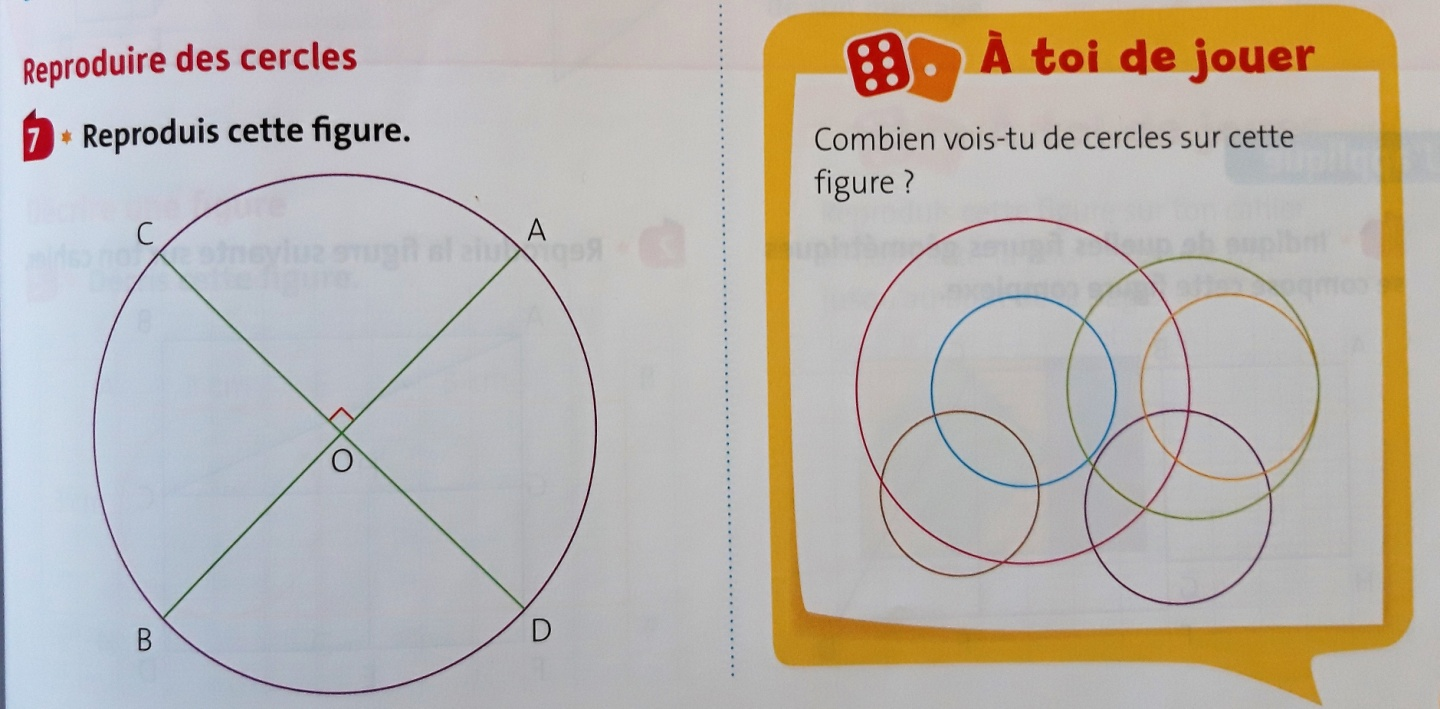 Reproduire des cercles
7 * Reproduis cette figure.
C
A
O
B
D
À toi de jouer
Combien vois-tu de cercles sur cette
figure ?